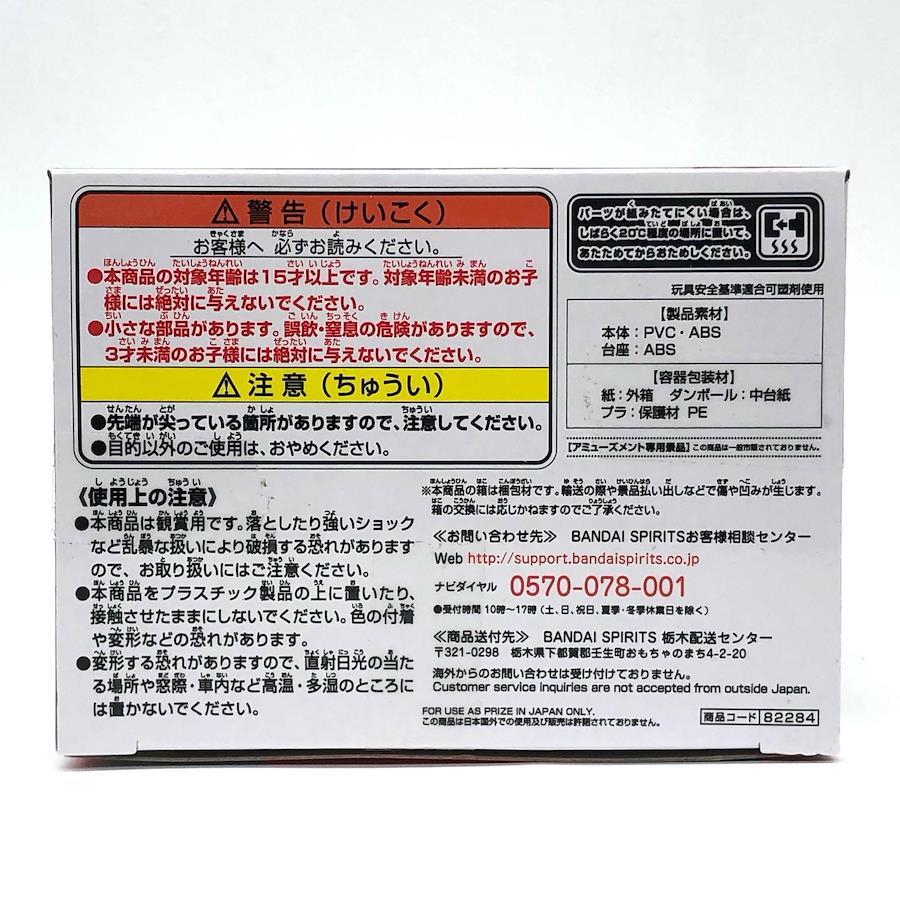 ⚠警告(けいこく)
お客様へ 必ずお読みください。
●本商品の対象年齢は15才以上です。対象年齢未満のお子
様には絶対に与えないでください。
●小さな部品があります。誤飲・窒息の危険がありますので、
3才未満のお子様には絶対に与えないでください。
⚠注意(ちゅうい)
●先端が尖っている箇所がありますので、注意してください。
●目的以外のご使用は、おやめください。
《使用上の注意》
●本商品は観賞用です。落としたり強いショック
など乱暴な扱いにより破損する恐れがあります
ので、お取り扱いにはご注意ください。
●本商品をプラスチック製品の上に置いたり、
接触させたままにしないでください。色の付着
や変形などの恐れがあります。
●変形する恐れがありますので、直射日光の当た
る場所や窓際・車内など高温・多湿のところに
は置かないでください。
パーツが組みたてにくい場合は、
しばらく20℃程度の場所に置いて、
あたためてからおためしください。
玩具安全基準適合可塑剤使用
【製品素材】
本体:PVC・ABS
台座:ABS
【容器包装材】
紙:外箱 ダンボール:中台紙
プラ:保護材 PE
【アミューズメント専用景品】この商品は一般市販されておりません。
※本商品の箱は梱包材です。輸送の際や景品払い出しなどで傷や凹みが生じます。
箱の交換には応じかねますのでご了承ください。
≪お問い合わせ先≫ BANDAI SPIRITSお客様相談センター
Web http://support.bandaispirits.co.jp
ナビダイヤル 0570-078-001
●受付時間 10時〜17時(土、日、祝日、夏季・冬季休業日を除く)
≪商品送付先≫ BANDAI SPIRITS 栃木配送センター
〒321-0298 栃木県下都賀郡壬生町おもちゃのまち4-2-20
海外からのお問い合わせは受け付けておりません。
Customer service inquiries are not accepted from outside Japan.
FOR USE AS PRIZE IN JAPAN ONLY.
この商品は日本国外での使用及び販売は許諾されておりません。
商品コード 82284